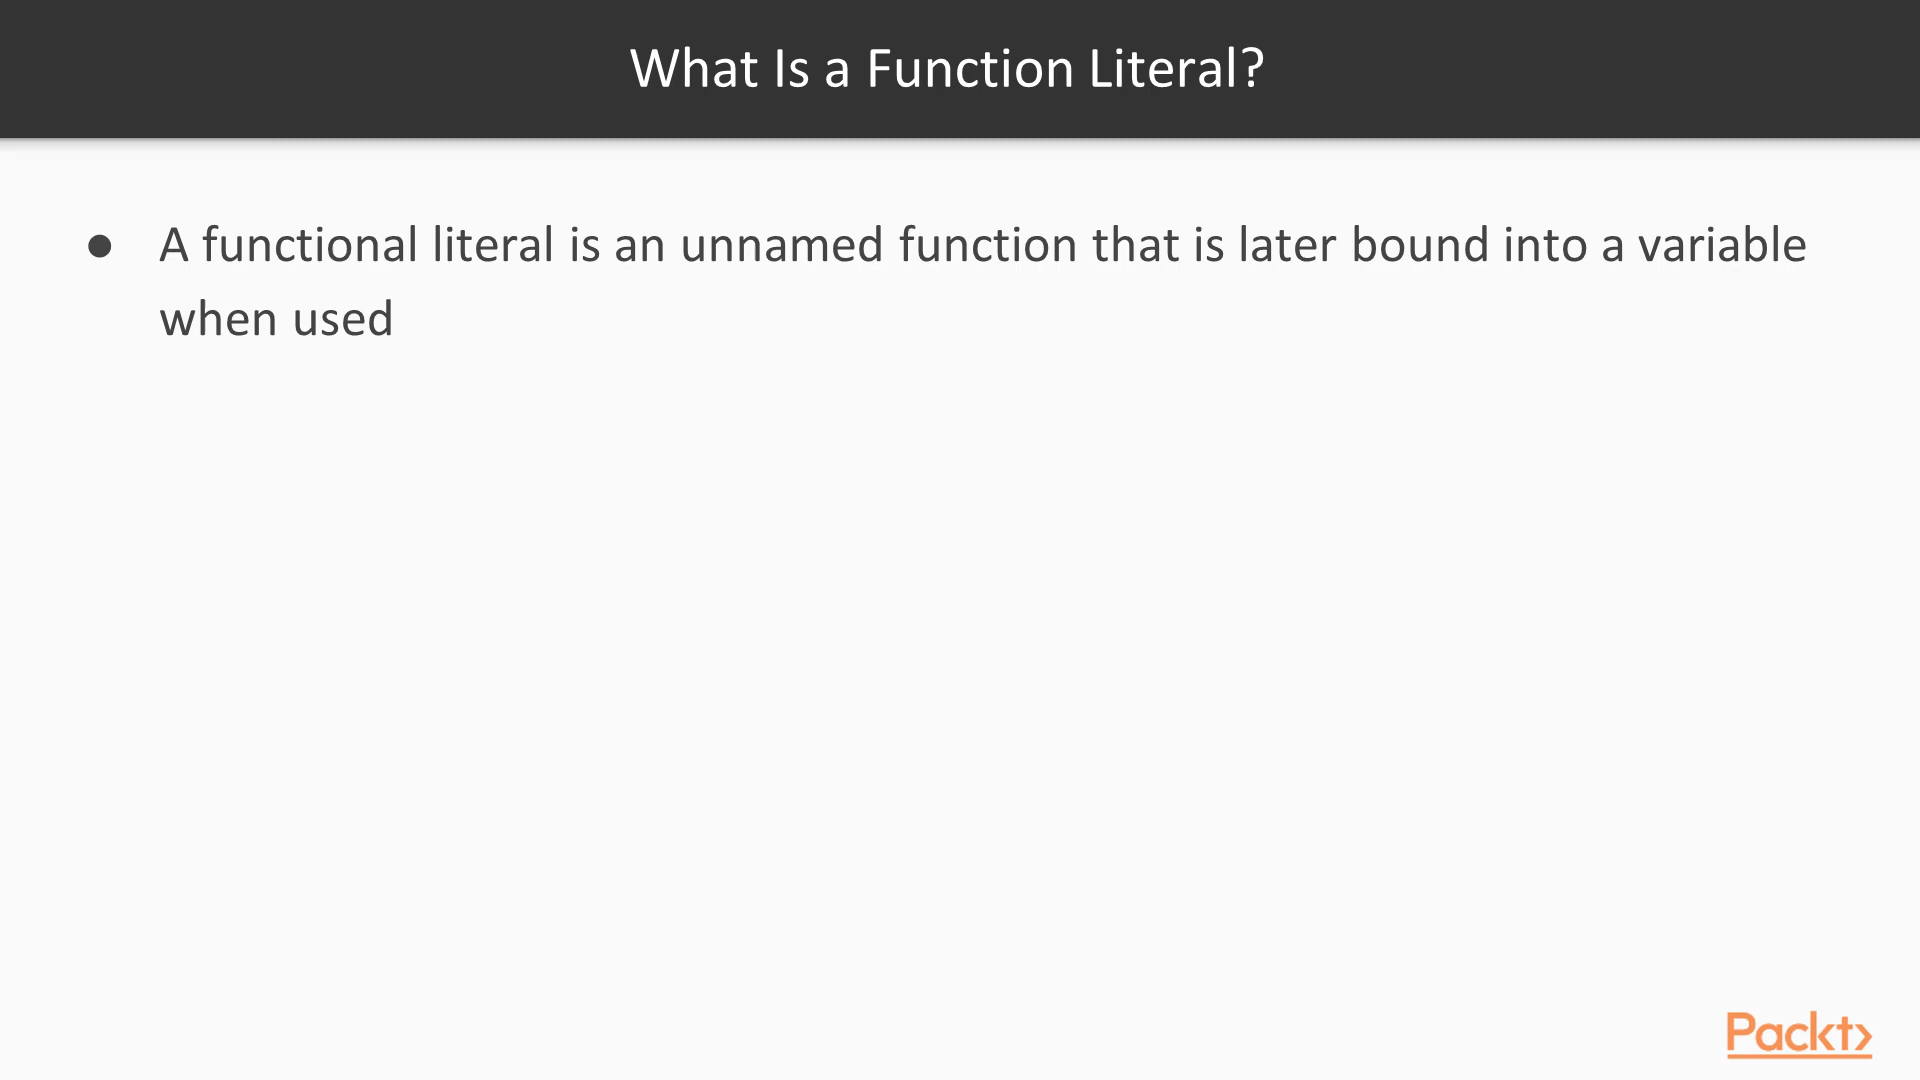 What Is a Function Literal?
● A functional literal is an unnamed function that is later bound into a variable
when used
Packt>